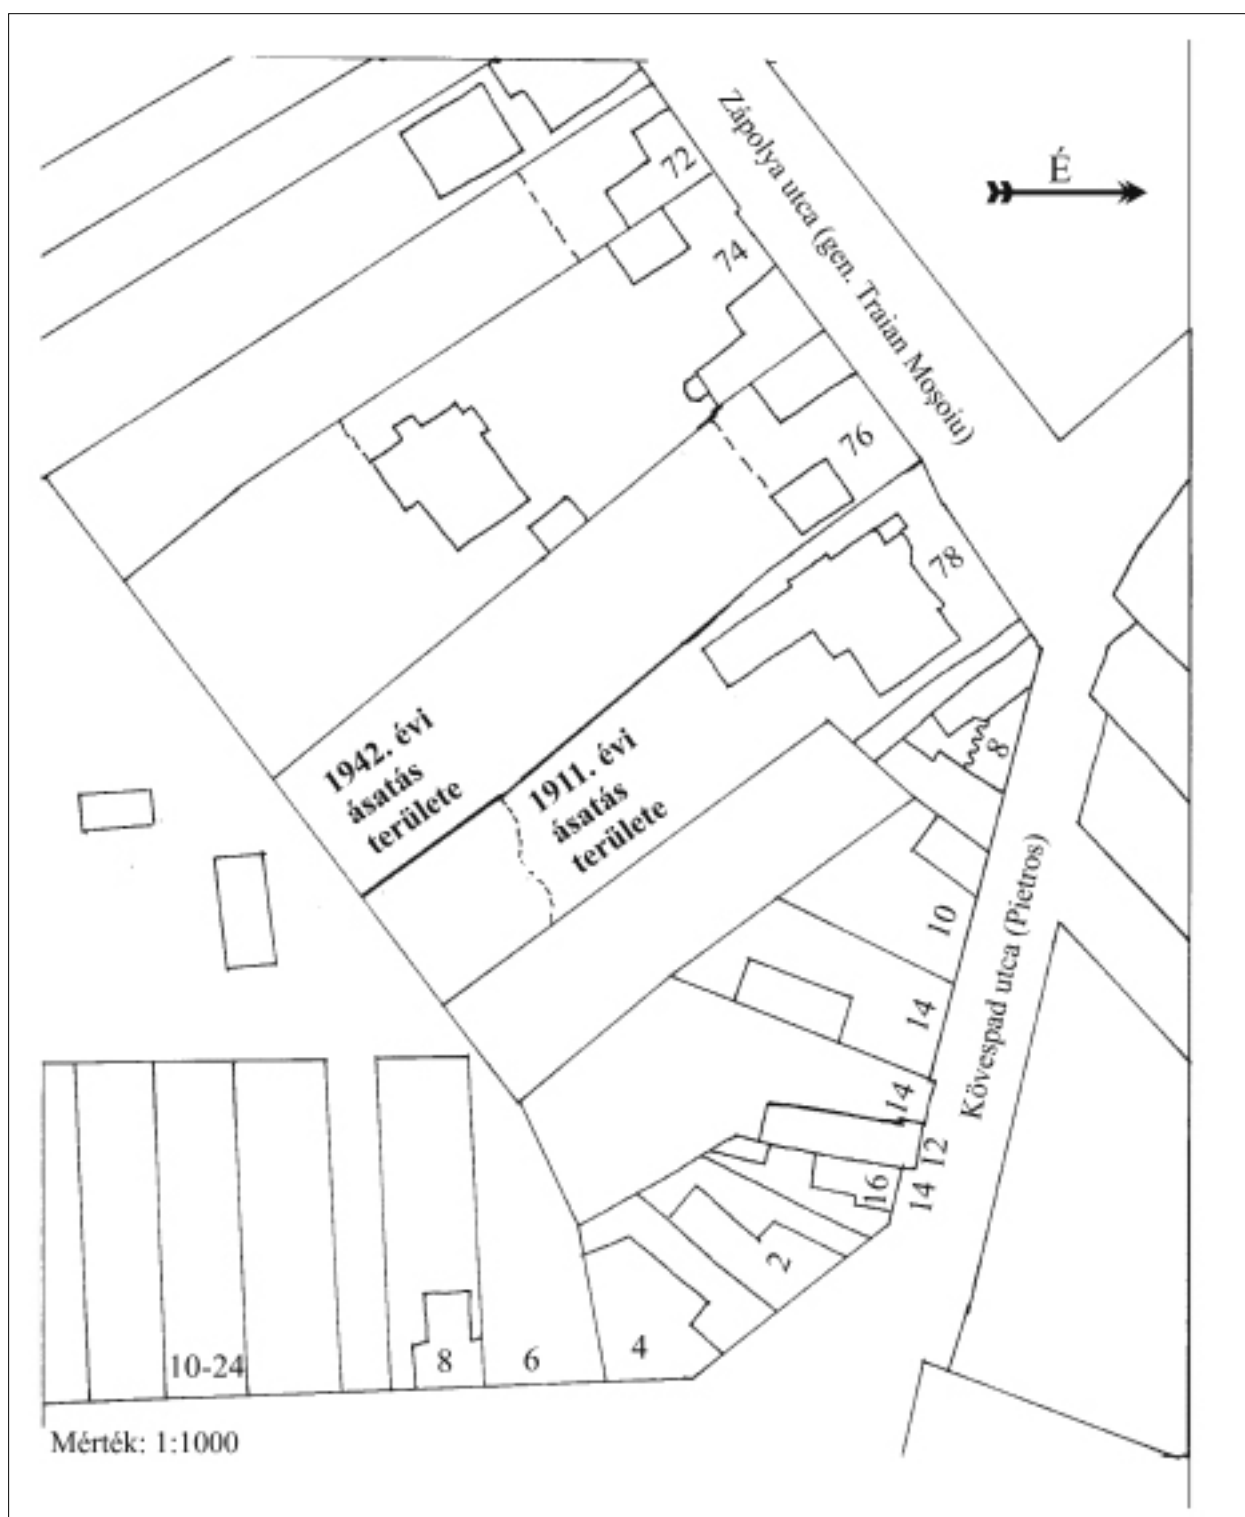 Zápolya utca (gen. Traian Moşoiu)
É
72
74
76
78
1942. évi
ásatás
területe
1911. évi
ásatás
területe
8
10
14
Kövespad utca (Pietros)
14
12
16
14
2
4
6
8
10-24
Mérték: 1:1000